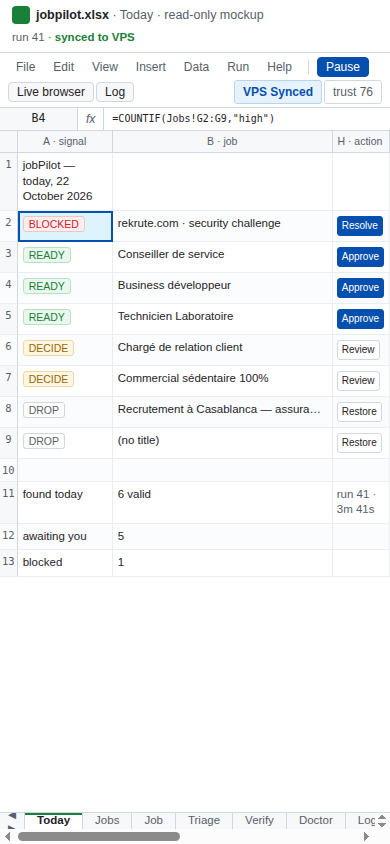 jobpilot.xlsx · Today · read-only mockup
run 41 · synced to VPS
File Edit View Insert Data Run Help Pause
Live browser Log VPS Synced trust 76
B4 fx =COUNTIF(Jobs!G2:G9,"high")
A · signal B · job H · action
1 jobPilot —
today, 22
October 2026
2 BLOCKED rekrute.com · security challenge Resolve
3 READY Conseiller de service Approve
4 READY Business développeur Approve
5 READY Technicien Laboratoire Approve
6 DECIDE Chargé de relation client Review
7 DECIDE Commercial sédentaire 100% Review
8 DROP Recrutement à Casablanca — assura… Restore
9 DROP (no title) Restore
10
11 found today 6 valid run 41 ·
3m 41s
12 awaiting you 5
13 blocked 1
Today Jobs Job Triage Verify Doctor